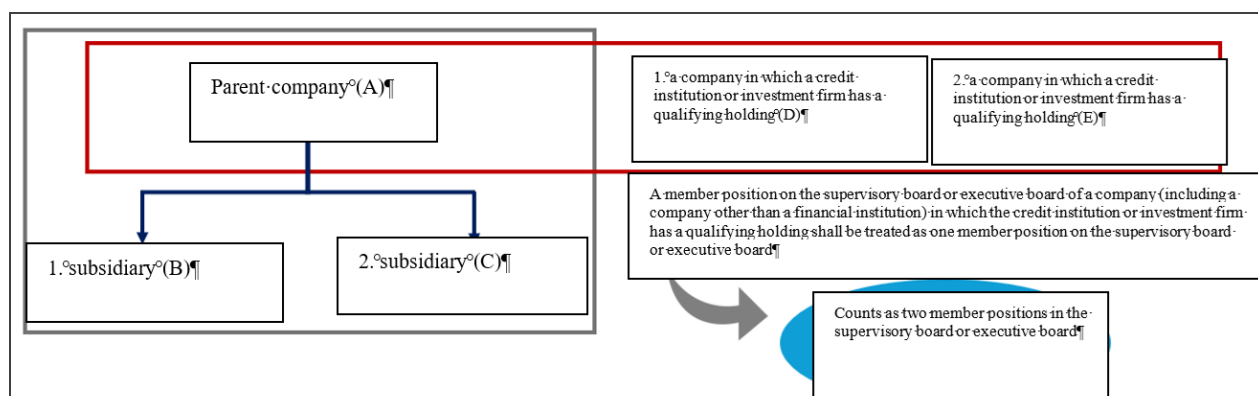 Parent·company°(A)¶
1.°a·company·in·which·a·credit·
institution·or·investment·firm·has·a·
qualifying·holding°(D)¶
2.°a·company·in·which·a·credit·
institution·or·investment·firm·has·a·
qualifying·holding°(E)¶
A·member·position·on·the·supervisory·board·or·executive·board·of·a·company·(including·a·
company·other·than·a·financial·institution)·in·which·the·credit·institution·or·investment·firm·
has·a·qualifying·holding·shall·be·treated·as·one·member·position·on·the·supervisory·board·
or·executive·board¶
1.°subsidiary°(B)¶
2.°subsidiary°(C)¶
Counts·as·two·member·positions·in·the·
supervisory·board·or·executive·board¶